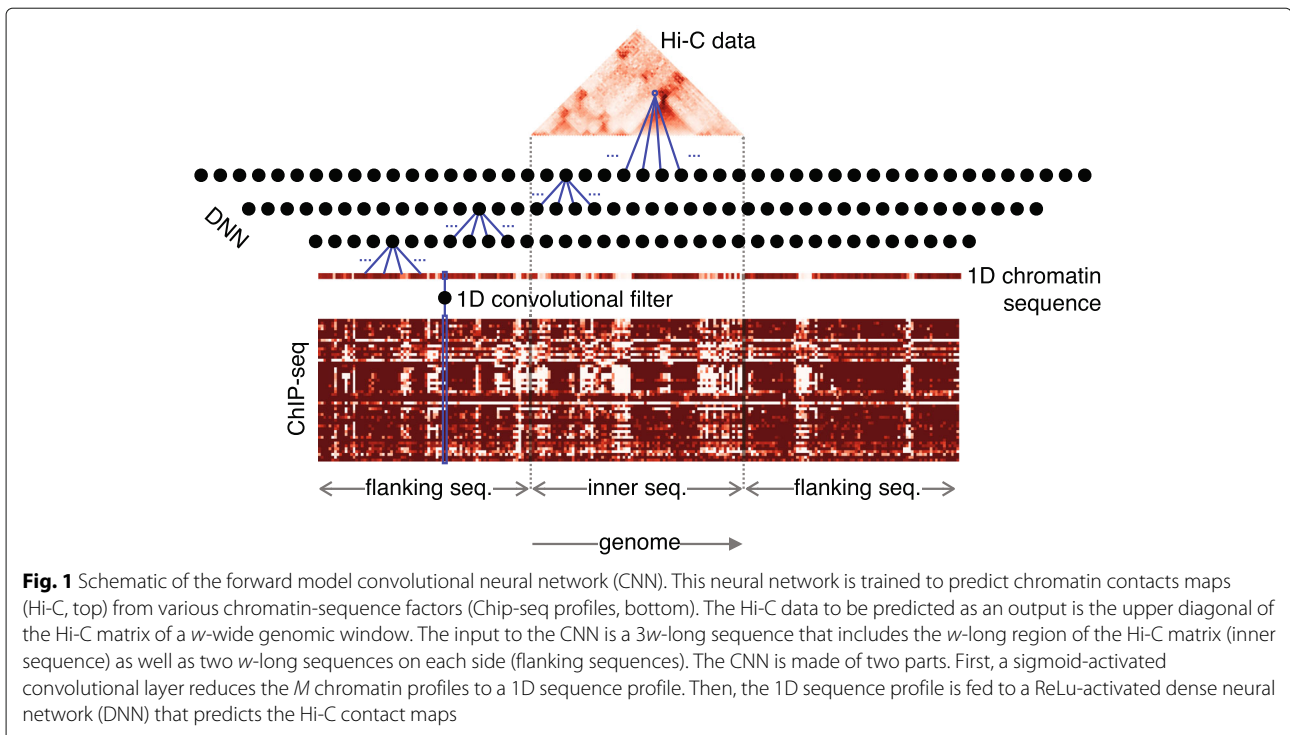 Hi-C data
...
...
...
...
DNN
...
...
...
...
1D chromatin
sequence
1D convolutional filter
ChIP-seq
flanking seq.
inner seq.
flanking seq.
genome
Fig. 1 Schematic of the forward model convolutional neural network (CNN). This neural network is trained to predict chromatin contacts maps
(Hi-C, top) from various chromatin-sequence factors (Chip-seq profiles, bottom). The Hi-C data to be predicted as an output is the upper diagonal of
the Hi-C matrix of a w-wide genomic window. The input to the CNN is a 3w-long sequence that includes the w-long region of the Hi-C matrix (inner
sequence) as well as two w-long sequences on each side (flanking sequences). The CNN is made of two parts. First, a sigmoid-activated
convolutional layer reduces the M chromatin profiles to a 1D sequence profile. Then, the 1D sequence profile is fed to a ReLu-activated dense neural
network (DNN) that predicts the Hi-C contact maps